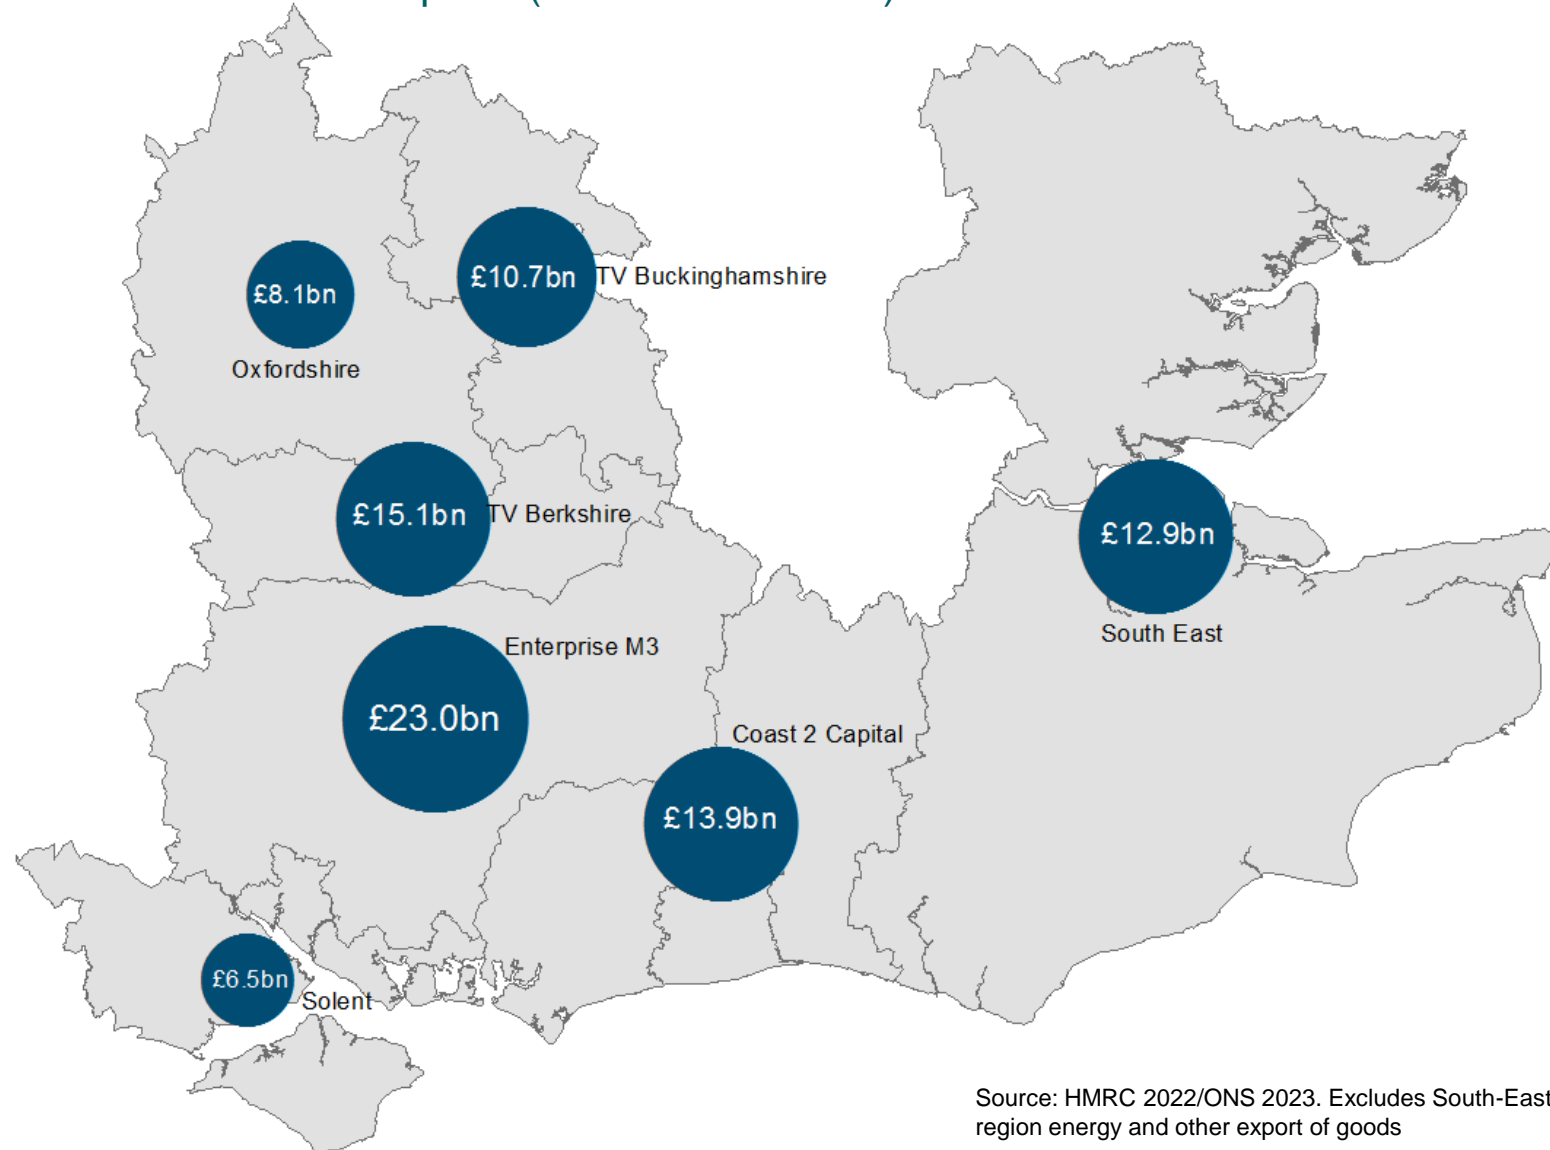 £10.7bn
TV Buckinghamshire
£8.1bn
Oxfordshire
£15.1bn
TV Berkshire
£12.9bn
South East
Enterprise M3
£23.0bn
Coast 2 Capital
£13.9bn
£6.5bn
Solent
Source: HMRC 2022/ONS 2023. Excludes South-East
region energy and other export of goods